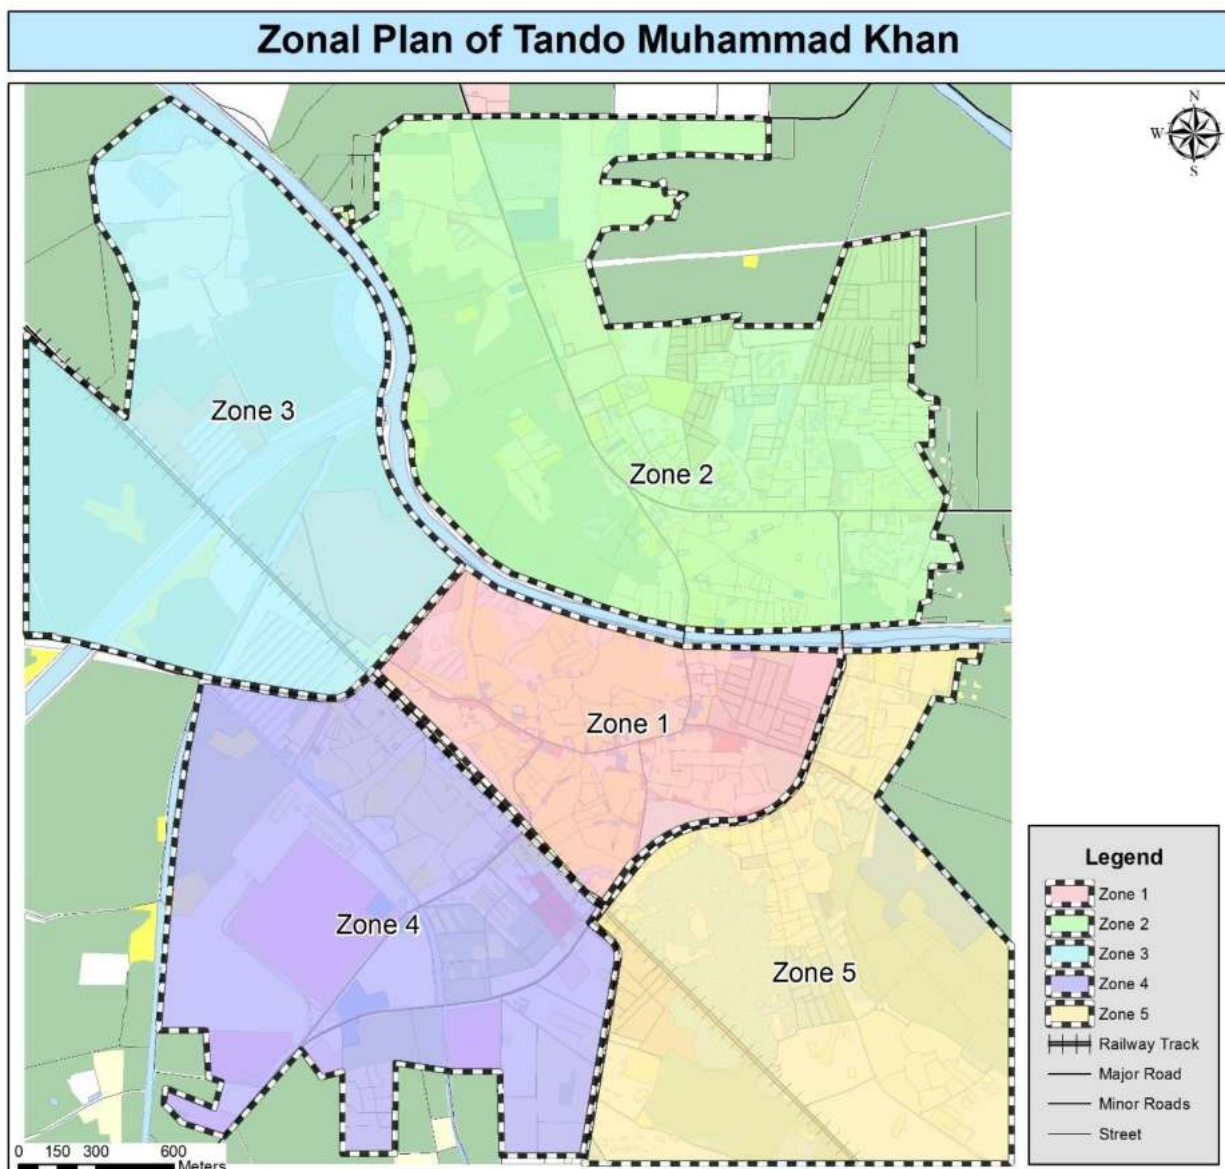 Zonal Plan of Tando Muhammad Khan
N
W
S
Zone 3
Zone 2
Zone 1
Zone 4
Zone 5
Legend
Zone 1
Zone 2
Zone 3
Zone 4
Zone 5
Railway Track
Major Road
Minor Roads
Street
0 150 300 600
Meters